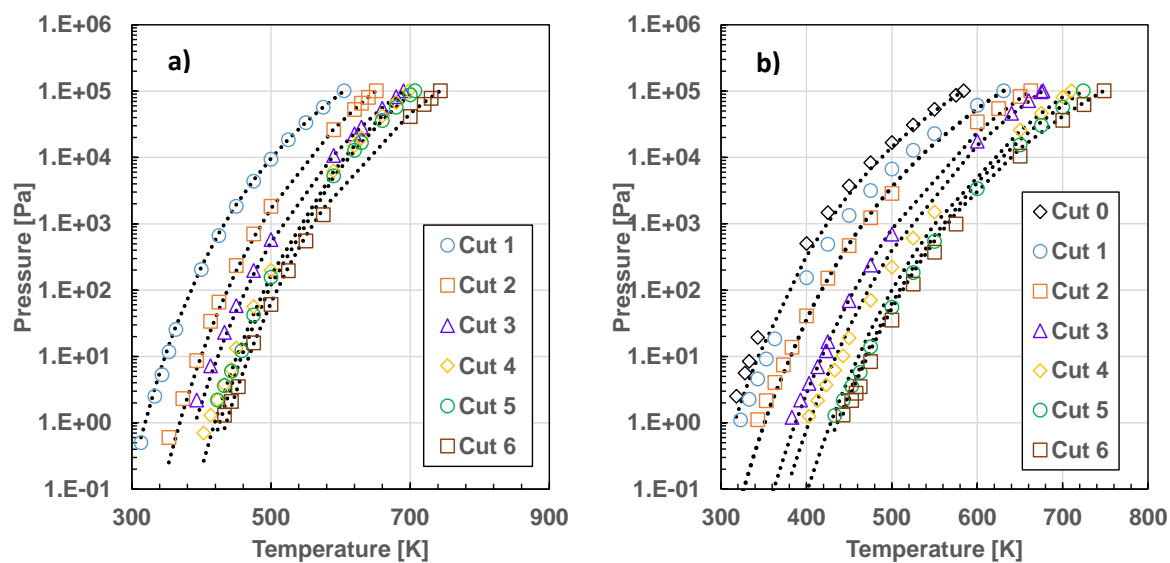 a)
1.E+06
1.E+05
1.E+04
1.E+03
1.E+02
1.E+01
1.E+00
1.E-01
Pressure [Pa]
300
500
700
900
Temperature [K]
Cut 1
Cut 2
Cut 3
Cut 4
Cut 5
Cut 6
b)
1.E+06
1.E+05
1.E+04
1.E+03
1.E+02
1.E+01
1.E+00
1.E-01
Pressure [Pa]
300
400
500
600
700
800
Temperature [K]
Cut 0
Cut 1
Cut 2
Cut 3
Cut 4
Cut 5
Cut 6